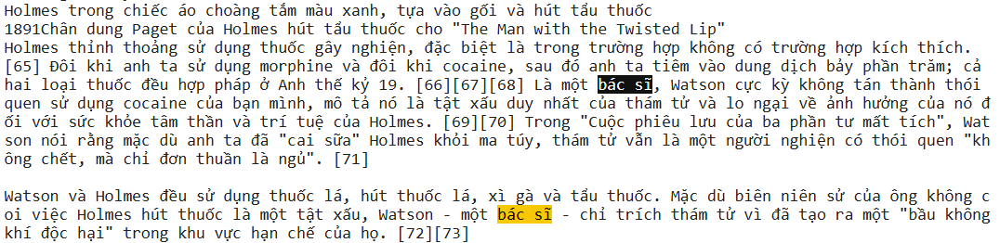 Holmes trong chiếc áo choàng tắm màu xanh, tựa vào gối và hút tẩu thuốc
1891Chân dung Paget của Holmes hút tẩu thuốc cho "The Man with the Twisted Lip"
Holmes thỉnh thoảng sử dụng thuốc gây nghiện, đặc biệt là trong trường hợp không có trường hợp kích thích.
[65] Đôi khi anh ta sử dụng morphine và đôi khi cocaine, sau đó anh ta tiêm vào dung dịch bảy phần trăm; cả
hai loại thuốc đều hợp pháp ở Anh thế kỷ 19. [66][67][68] Là một bác sĩ, Watson cực kỳ không tán thành thói
quen sử dụng cocaine của bạn mình, mô tả nó là tật xấu duy nhất của thám tử và lo ngại về ảnh hưởng của nó đ
ối với sức khỏe tâm thần và trí tuệ của Holmes. [69][70] Trong "Cuộc phiêu lưu của ba phần tư mất tích", Wat
son nói rằng mặc dù anh ta đã "cai sữa" Holmes khỏi ma túy, thám tử vẫn là một người nghiện có thói quen "kh
ông chết, mà chỉ đơn thuần là ngủ". [71]
Watson và Holmes đều sử dụng thuốc lá, hút thuốc lá, xì gà và tẩu thuốc. Mặc dù biên niên sử của ông không c
oi việc Holmes hút thuốc là một tật xấu, Watson - một bác sĩ - chỉ trích thám tử vì đã tạo ra một "bầu không
khí độc hại" trong khu vực hạn chế của họ. [72][73]